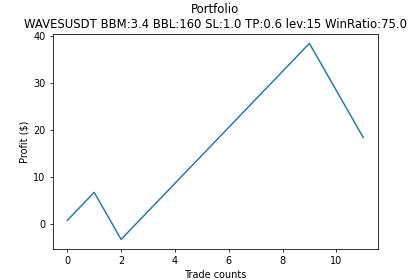 Portfolio
WAVESUSDT BBM:3.4 BBL:160 SL:1.0 TP:0.6 lev:15 WinRatio:75.0
40
30
20
10
0
Profit ($)
0 2 4 6 8 10
Trade counts